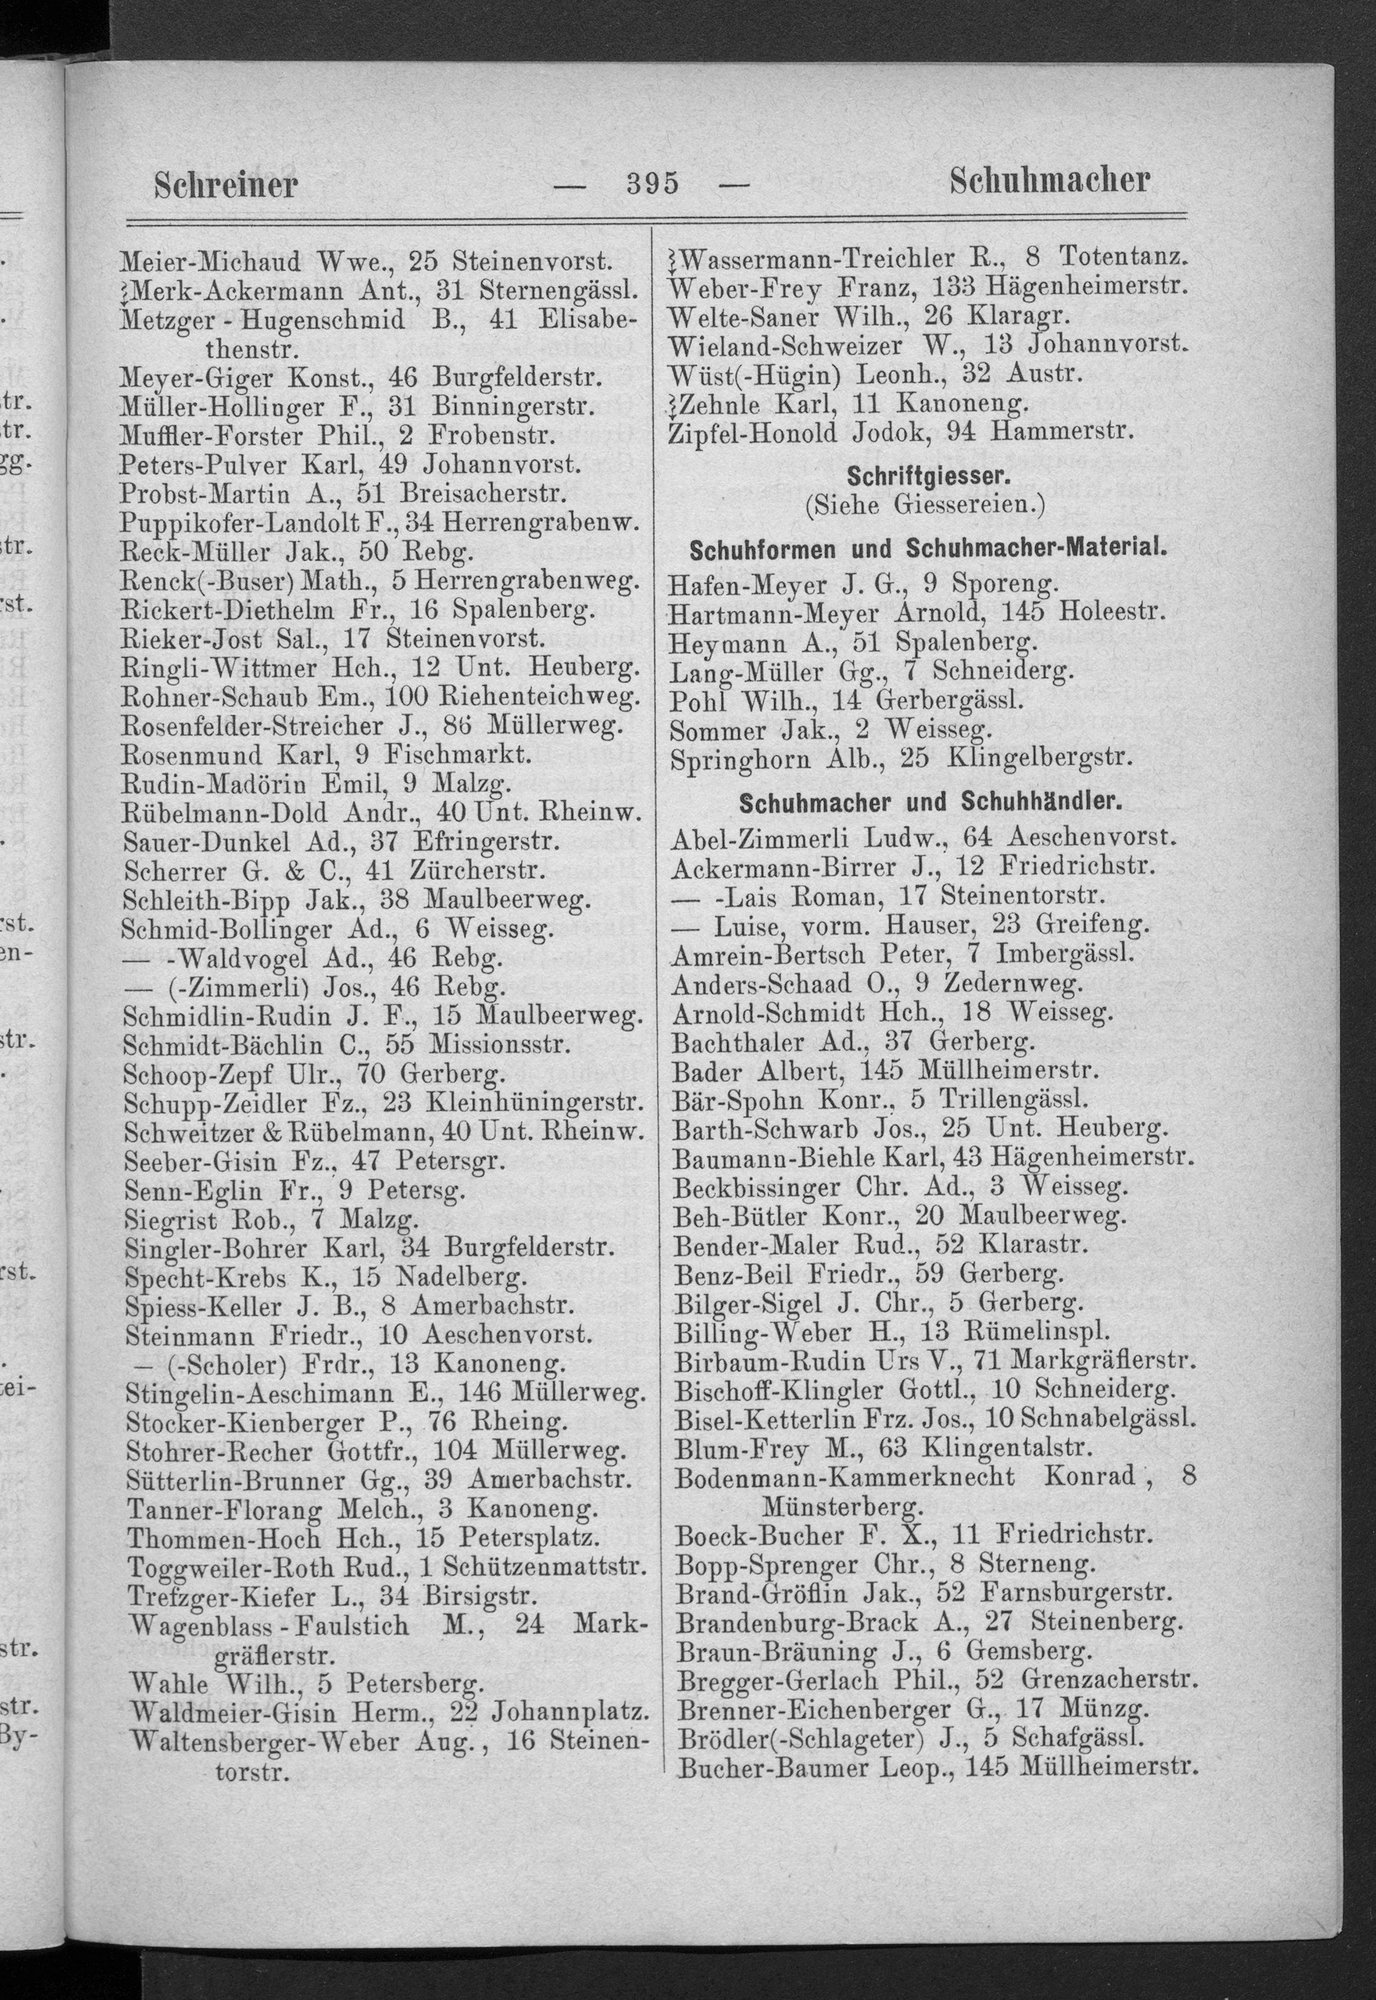 Schreiner — 395 — Schuhmacher
Meier-Michaud Wwe., 25 Steinenvorst.
Merk-Ackermann Ant., 31 Sternengässl.
Metzger - Hugenschmid B., 41 Elisabe-
thenstr.
Meyer-Giger Konst., 46 Burgfelderstr.
Müller-Hollinger F., 31 Binningerstr.
Muffler-Forster Phil., 2 Frobenstr.
Peters-Pulver Karl, 49 Johannvorst.
Probst-Martin A., 51 Breisacherstr.
Puppikofer-Landolt F., 34 Herrengrabenw.
Reck-Müller Jak., 50 Rebg.
Renck(-Buser) Math., 5 Herrengrabenweg.
Rickert-Diethelm Fr., 16 Spalenberg.
Rieker-Jost Sal., 17 Steinenvorst.
Ringli-Wittmer Hch., 12 Unt. Heuberg.
Rohner-Schaub Em., 100 Riehenteichweg.
Rosenfelder-Streicher J., 86 Müllerweg.
Rosenmund Karl, 9 Fischmarkt.
Rudin-Madörin Emil, 9 Malzg.
Rübelmann-Dold Andr., 40 Unt. Rheinw.
Sauer-Dunkel Ad., 37 Efringerstr.
Scherrer G. & C., 41 Zürcherstr.
Schleith-Bipp Jak., 38 Maulbeerweg.
Schmid-Bollinger Ad., 6 Weisseg.
— -Waldvogel Ad., 46 Rebg.
— (-Zimmerli) Jos., 46 Rebg.
Schmidlin-Rudin J. F., 15 Maulbeerweg.
Schmidt-Bächlin C., 55 Missionsstr.
Schoop-Zepf Ulr., 70 Gerberg.
Schupp-Zeidler Fz., 23 Kleinhüningerstr.
Schweitzer & Rübelmann, 40 Unt. Rheinw.
Seeber-Gisin Fz., 47 Petersgr.
Senn-Eglin Fr., 9 Petersg.
Siegrist Rob., 7 Malzg.
Singler-Bohrer Karl, 34 Burgfelderstr.
Specht-Krebs K., 15 Nadelberg.
Spiess-Keller J. B., 8 Amerbachstr.
Steinmann Friedr., 10 Aeschenvorst.
— (-Scholer) Frdr., 13 Kanoneng.
Stingelin-Aeschimann E., 146 Müllerweg.
Stocker-Kienberger P., 76 Rheing.
Stohrer-Recher Gottfr., 104 Müllerweg.
Sütterlin-Brunner Gg., 39 Amerbachstr.
Tanner-Florang Melch., 3 Kanoneng.
Thommen-Hoch Hch., 15 Petersplatz.
Toggweiler-Roth Rud., 1 Schützenmattstr.
Trefzger-Kiefer L., 34 Birsigstr.
Wagenblass - Faulstich M., 24 Mark-
gräflerstr.
Wahle Wilh., 5 Petersberg.
Waldmeier-Gisin Herm., 22 Johannplatz.
Waltensberger-Weber Aug., 16 Steinen-
torstr.
Wassermann-Treichler R., 8 Totentanz.
Weber-Frey Franz, 133 Hägenheimerstr.
Welte-Saner Wilh., 26 Klaragr.
Wieland-Schweizer W., 13 Johannvorst.
Wüst(-Hügin) Leonh., 32 Austr.
Zehnle Karl, 11 Kanoneng.
Zipfel-Honold Jodok, 94 Hammerstr.
Schriftgiesser.
(Siehe Giessereien.)
Schuhformen und Schuhmacher-Material.
Hafen-Meyer J. G., 9 Sporeng.
Hartmann-Meyer Arnold, 145 Holeestr.
Heymann A., 51 Spalenberg.
Lang-Müller Gg., 7 Schneiderg.
Pohl Wilh., 14 Gerbergässl.
Sommer Jak., 2 Weisseg.
Springhorn Alb., 25 Klingelbergstr.
Schuhmacher und Schuhhändler.
Abel-Zimmerli Ludw., 64 Aeschenvorst.
Ackermann-Birrer J., 12 Friedrichstr.
— -Lais Roman, 17 Steinentorstr.
— Luise, vorm. Hauser, 23 Greifeng.
Amrein-Bertsch Peter, 7 Imbergässl.
Anders-Schaad O., 9 Zedernweg.
Arnold-Schmidt Hch., 18 Weisseg.
Bachthaler Ad., 37 Gerberg.
Bader Albert, 145 Müllheimerstr.
Bär-Spohn Konr., 5 Trillengässl.
Barth-Schwarb Jos., 25 Unt. Heuberg.
Baumann-Biehle Karl, 43 Hägenheimerstr.
Beckbissinger Chr. Ad., 3 Weisseg.
Beh-Bütler Konr., 20 Maulbeerweg.
Bender-Maler Rud., 52 Klarastr.
Benz-Beil Friedr., 59 Gerberg.
Bilger-Sigel J. Chr., 5 Gerberg.
Billing-Weber H., 13 Rümelinspl.
Birbaum-Rudin Urs V., 71 Markgräflerstr.
Bischoff-Klingler Gottl., 10 Schneiderg.
Bisel-Ketterlin Frz. Jos., 10 Schnabelgässl.
Blum-Frey M., 63 Klingentalstr.
Bodenmann-Kammerknecht Konrad, 8
Münsterberg.
Boeck-Bucher F. X., 11 Friedrichstr.
Bopp-Sprenger Chr., 8 Sterneng.
Brand-Gröflin Jak., 52 Farnsburgerstr.
Brandenburg-Brack A., 27 Steinenberg.
Braun-Bräuning J., 6 Gemsberg.
Bregger-Gerlach Phil., 52 Grenzacherstr.
Brenner-Eichenberger G., 17 Münzg.
Brödler(-Schlageter) J., 5 Schafgässl.
Bucher-Baumer Leop., 145 Müllheimerstr.